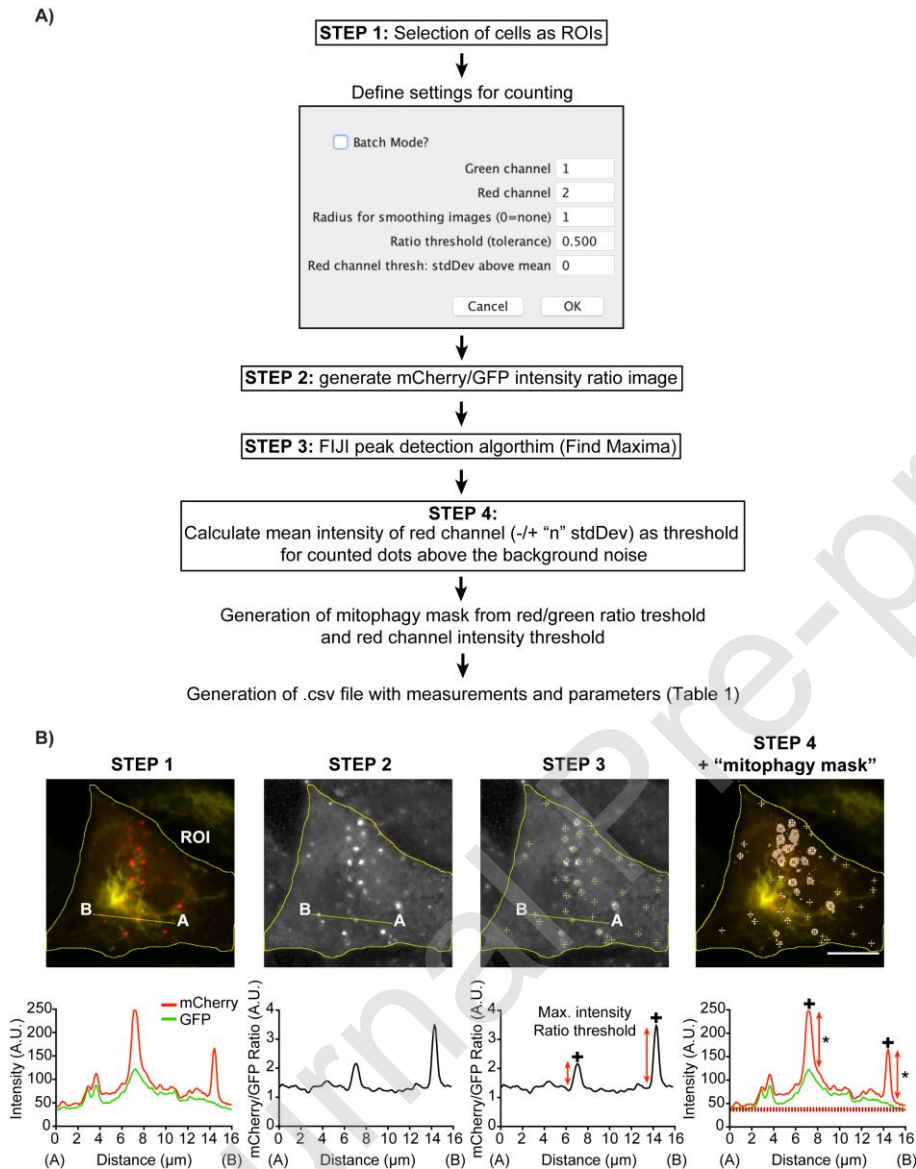 A)
STEP 1: Selection of cells as ROIs
Define settings for counting
Batch Mode?
Green channel 1
Red channel 2
Radius for smoothing images (0=none) 1
Ratio threshold (tolerance) 0.500
Red channel thresh: stdDev above mean 0
Cancel OK
STEP 2: generate mCherry/GFP intensity ratio image
STEP 3: FIJI peak detection algorthim (Find Maxima)
STEP 4:
Calculate mean intensity of red channel (-/+ “n” stdDev) as threshold
for counted dots above the background noise
Generation of mitophagy mask from red/green ratio treshold
and red channel intensity threshold
Generation of .csv file with measurements and parameters (Table 1)
B)
STEP 1
STEP 2
STEP 3
STEP 4
+ “mitophagy mask”
ROI
B A
B A
B A
Intensity (A.U.)
250
200
150
100
50
0
mCherry
GFP
0 2 4 6 8 10 12 14 16
(A) Distance (µm) (B)
mCherry/GFP Ratio (A.U.)
4
3
2
1
0
0 2 4 6 8 10 12 14 16
(A) Distance (µm) (B)
mCherry/GFP Ratio (A.U.)
4
3
2
1
0
Max. intensity
Ratio threshold
0 2 4 6 8 10 12 14 16
(A) Distance (µm) (B)
Intensity (A.U.)
250
200
150
100
50
0
*
*
0 2 4 6 8 10 12 14 16
(A) Distance (µm) (B)
Journal Pre-p